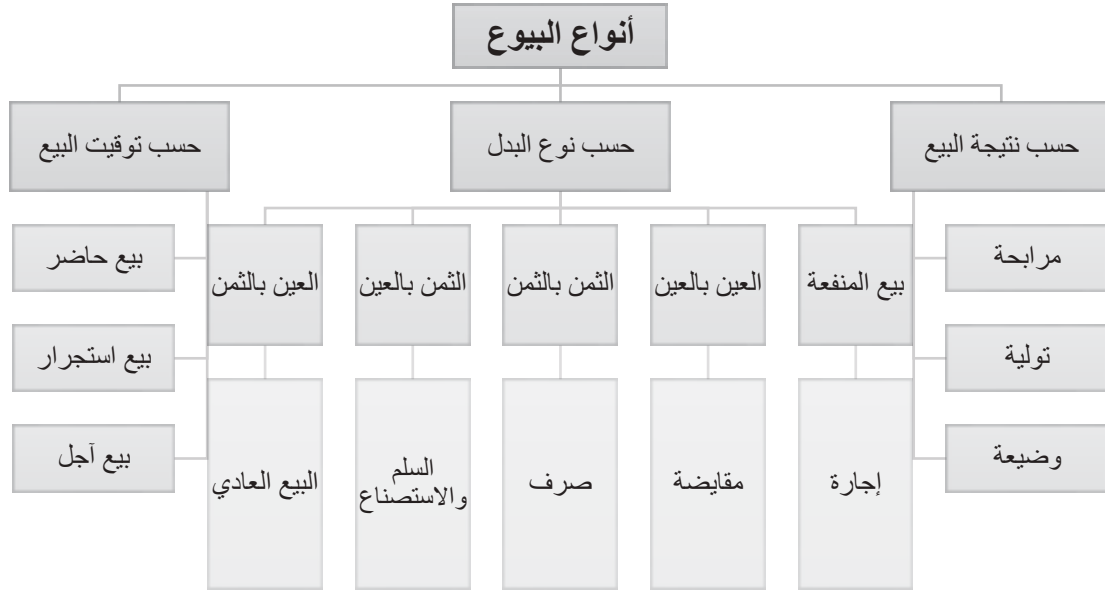 أنواع البيوع
حسب نتيجة البيع
حسب نوع البدل
حسب توقيت البيع
مرابحة
تولية
وضيعة
بيع المنفعة
العين بالعين
الثمن بالثمن
الثمن بالعين
العين بالثمن
إجارة
مقايضة
صرف
السلم
والاستصناع
البيع العادي
بيع حاضر
بيع استجرار
بيع آجل